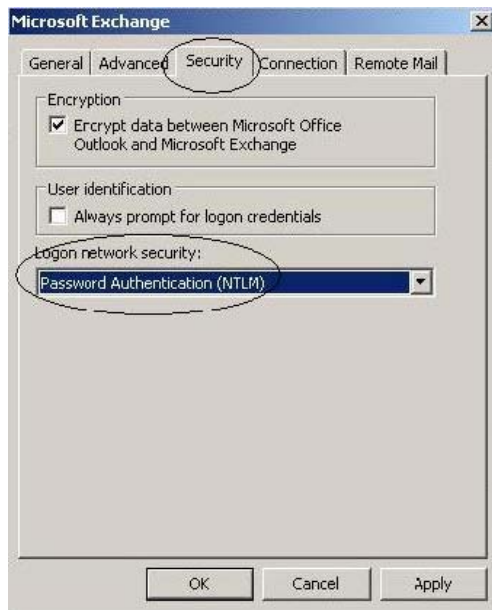 Microsoft Exchange
General Advanced Security Connection Remote Mail
Encryption
Encrypt data between Microsoft Office
Outlook and Microsoft Exchange
User identification
Always prompt for logon credentials
Logon network security:
Password Authentication (NTLM)
OK Cancel Apply